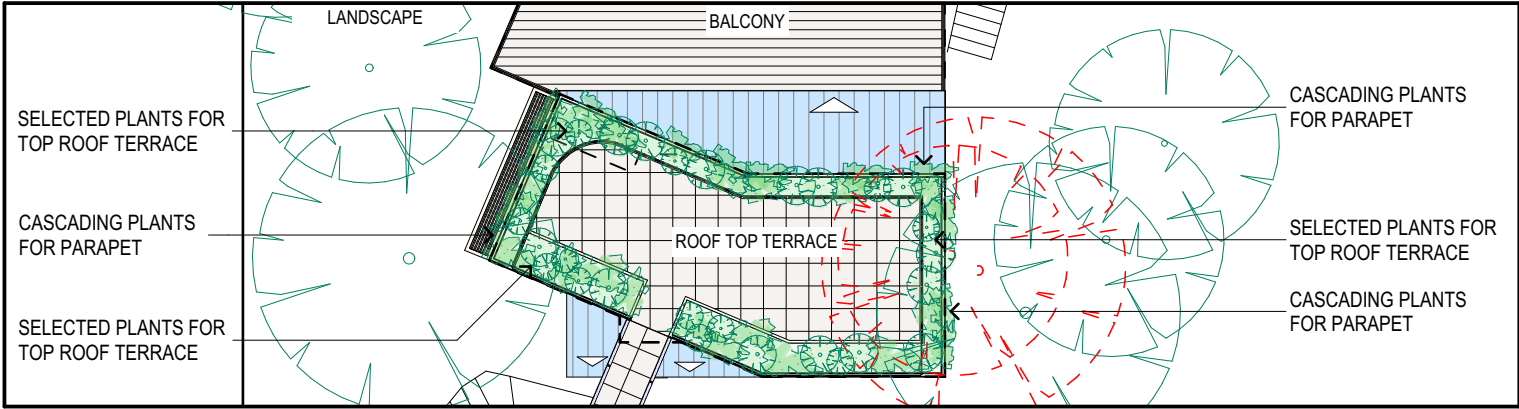 LANDSCAPE
BALCONY
SELECTED PLANTS FOR
TOP ROOF TERRACE
CASCADING PLANTS
FOR PARAPET
SELECTED PLANTS FOR
TOP ROOF TERRACE
ROOF TOP TERRACE
CASCADING PLANTS
FOR PARAPET
SELECTED PLANTS FOR
TOP ROOF TERRACE
CASCADING PLANTS
FOR PARAPET